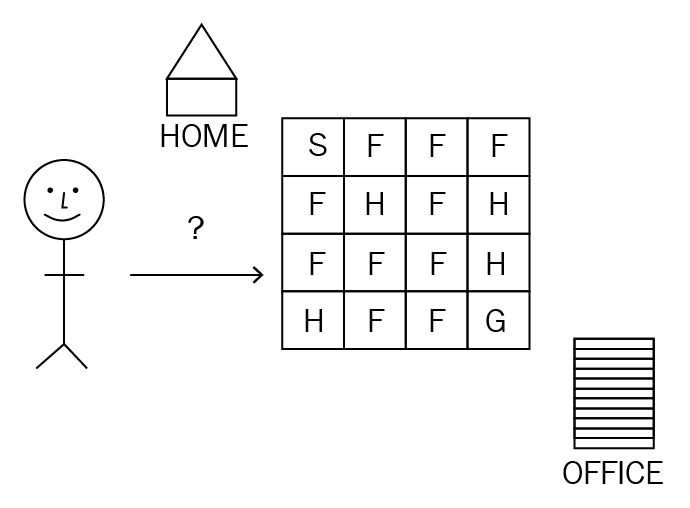 HOME
?
S F F F
F H F H
F F F H
H F F G
OFFICE